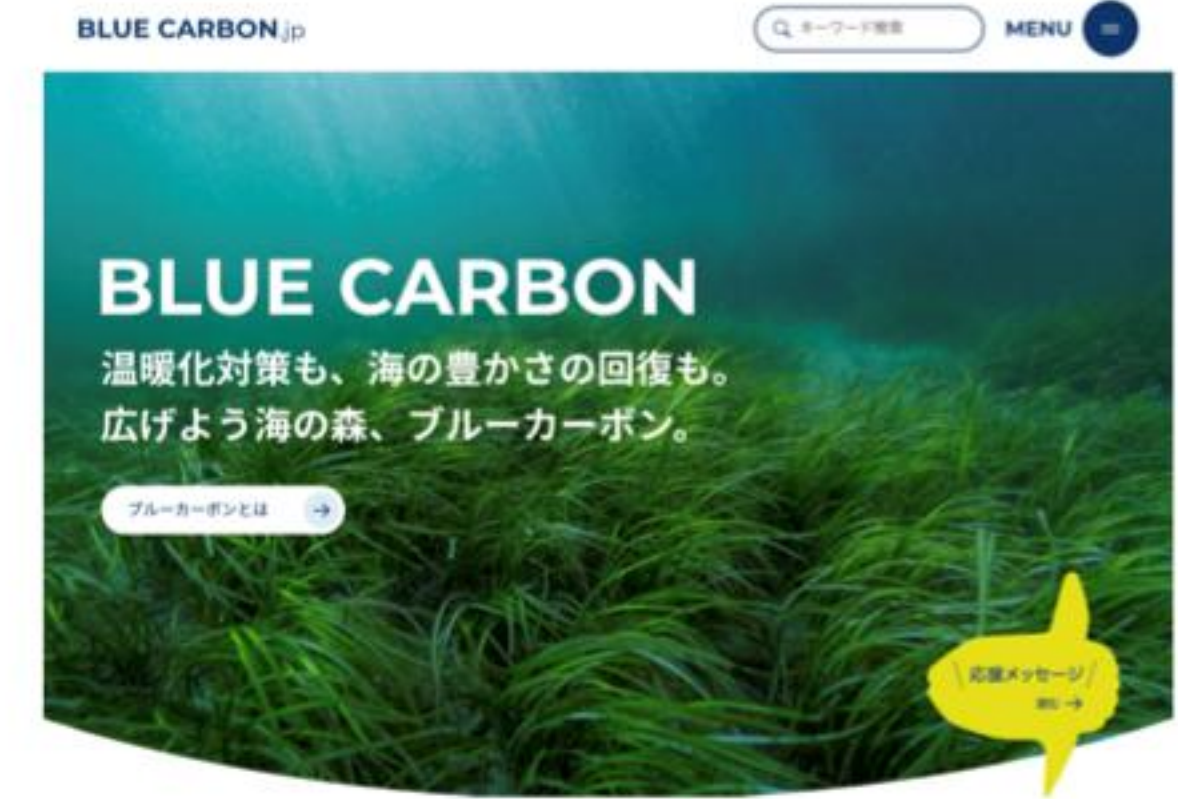 BLUE CARBON.jp
キーワード検索
MENU
BLUE CARBON
温暖化対策も、海の豊かさの回復も。
広げよう海の森、ブルーカーボン。
ブルーカーボンとは
応援メッセージ